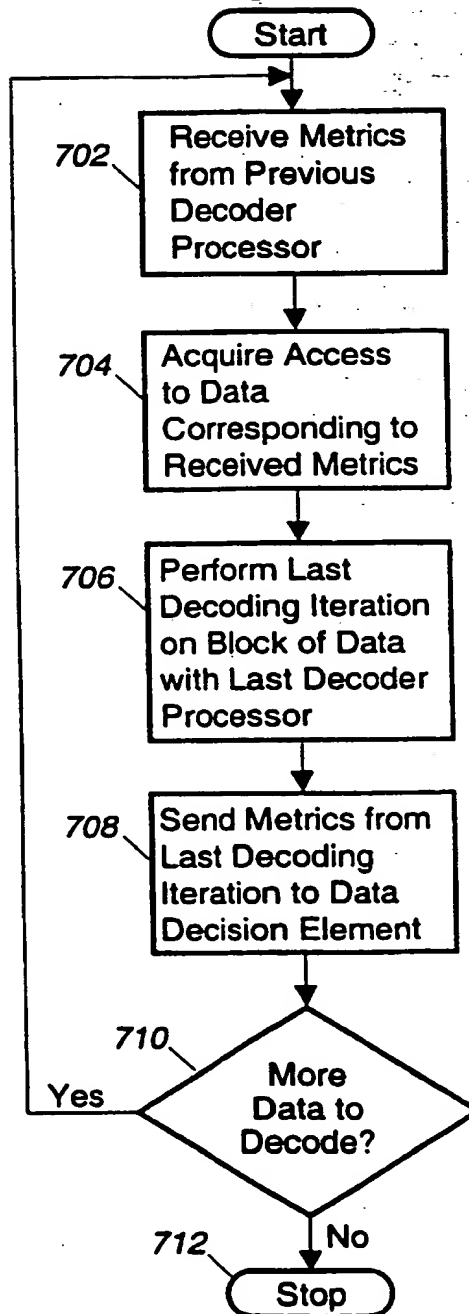 Start
702
Receive Metrics
from Previous
Decoder
Processor
704
Acquire Access
to Data
Corresponding to
Received Metrics
706
Perform Last
Decoding Iteration
on Block of Data
with Last Decoder
Processor
708
Send Metrics from
Last Decoding
Iteration to Data
Decision Element
710
More
Data to
Decode?
Yes
No
712
Stop